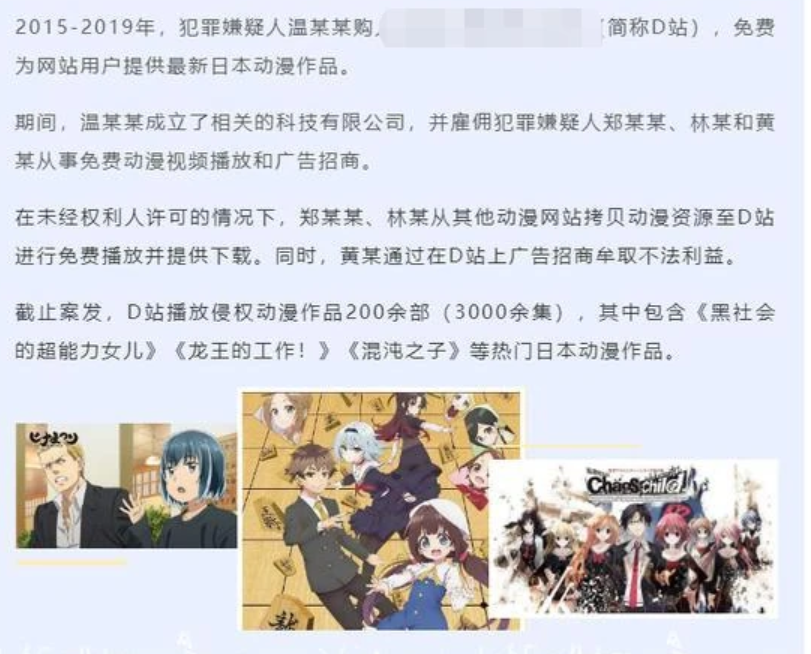 2015-2019年，犯罪嫌疑人温某某购
（简称D站），免费
为网站用户提供最新日本动漫作品。
期间，温某某成立了相关的科技有限公司，并雇佣犯罪嫌疑人郑某某、林某和黄
某从事免费动漫视频播放和广告招商。
在未经权利人许可的情况下，郑某某、林某从其他动漫网站拷贝动漫资源至D站
进行免费播放并提供下载。同时，黄某通过在D站上广告招商牟取不法利益。
截止案发，D站播放侵权动漫作品200余部（3000余集），其中包含《黑社会
的超能力女儿》《龙王的工作！》《混沌之子》等热门日本动漫作品。
ヒナまつり
Chaos;child